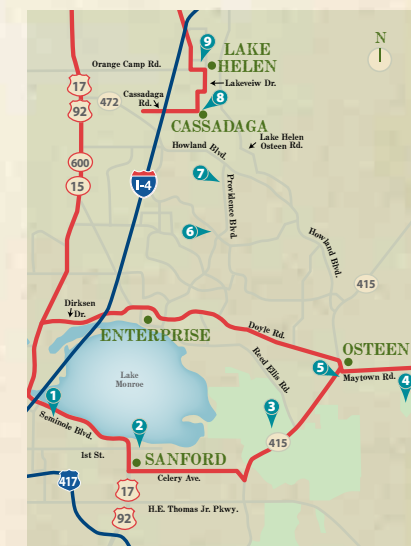 9
LAKE
HELEN
N
Orange Camp Rd.
17
92
Lakeveiw Dr.
Cassadaga
Rd.
472
8
CASSADAGA
Howland Blvd.
Lake Helen
Osteen Rd.
600
15
I-4
7
Providence Blvd.
6
Howland Blvd.
415
Dirksen
Dr.
ENTERPRISE
Doyle Rd.
Reed Ellis Rd.
OSTEEN
5
Maytown Rd.
4
Lake
Monroe
1
Seminole Blvd.
2
3
415
1st St.
SANFORD
Celery Ave.
417
17
92
H.E. Thomas Jr. Pkwy.